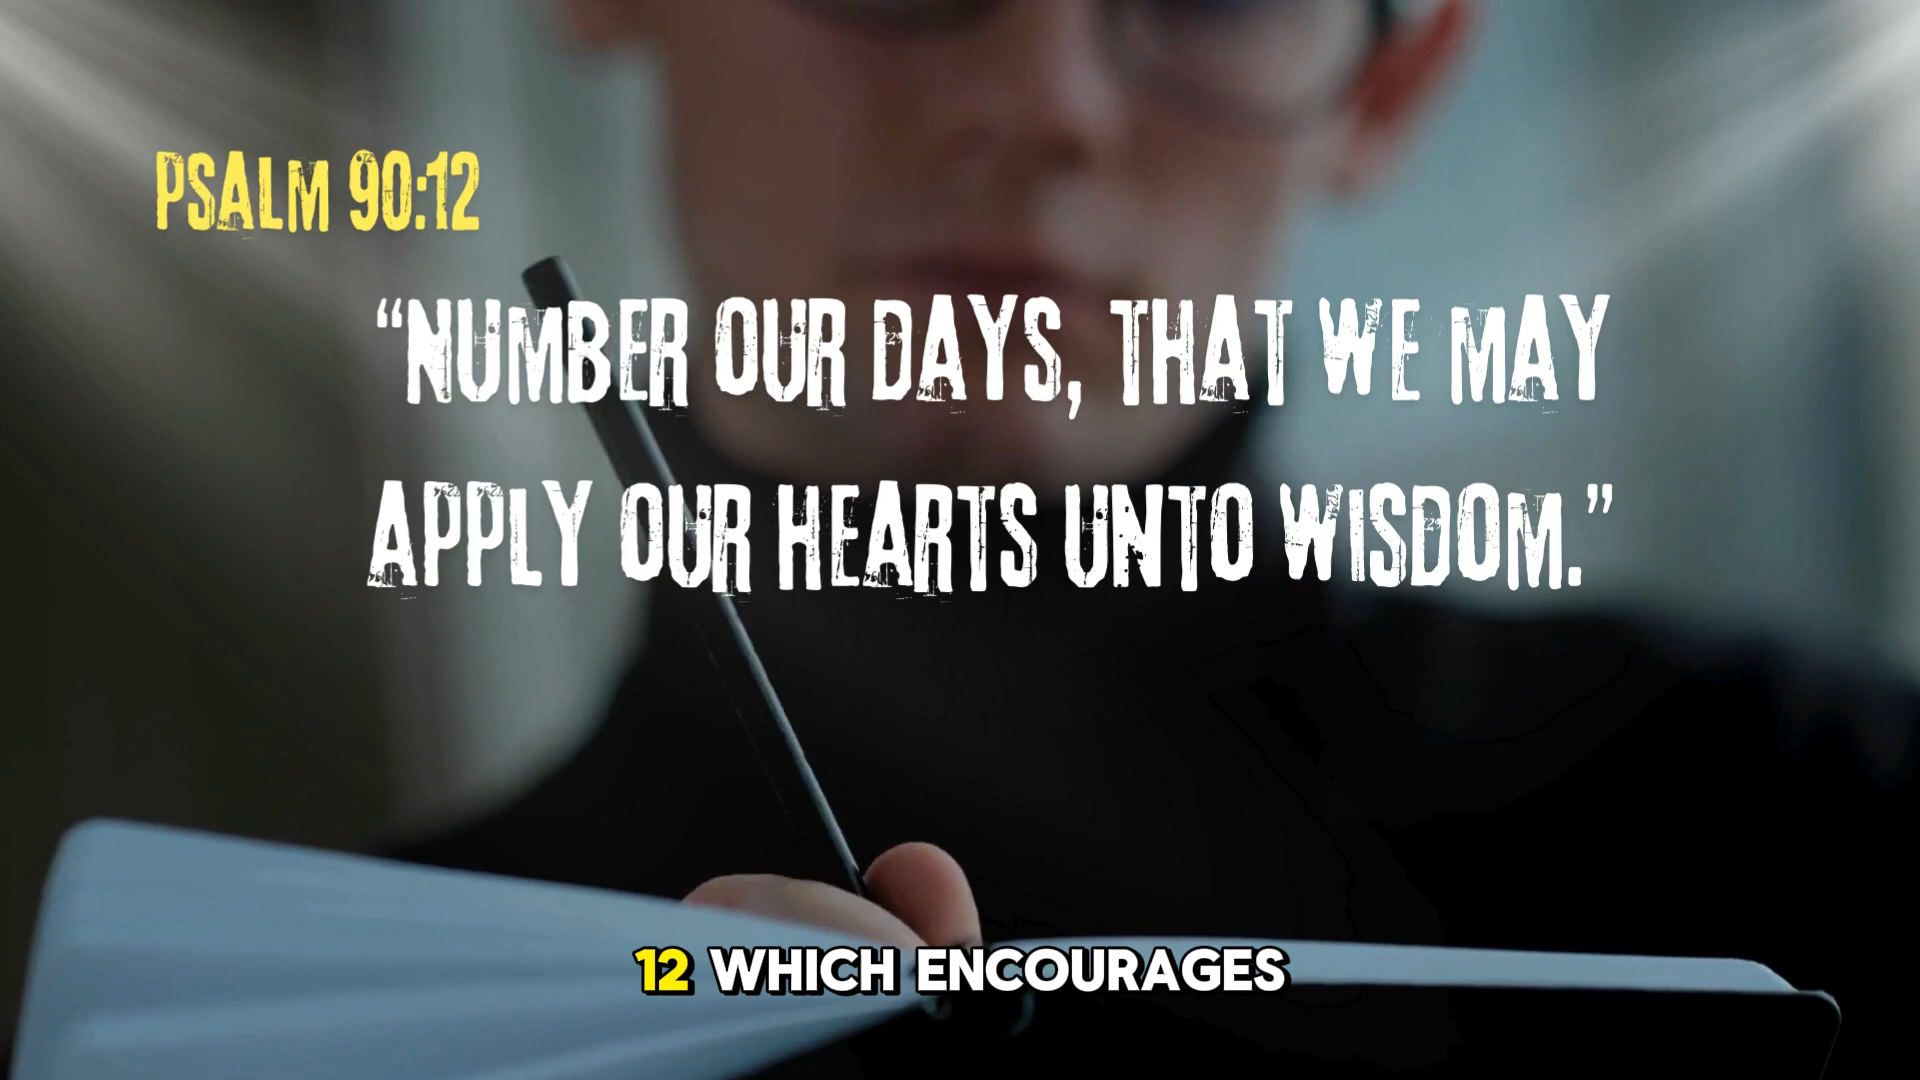 PSALM 90:12
“NUMBER OUR DAYS, THAT WE MAY
APPLY OUR HEARTS UNTO WISDOM.”
12 WHICH ENCOURAGES